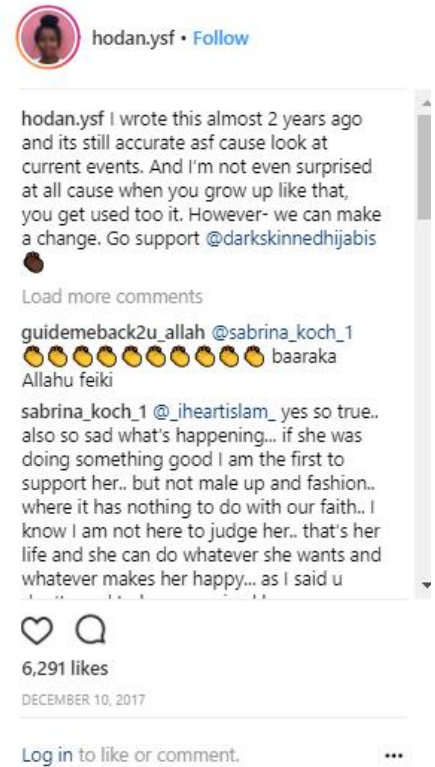 hodan.ysf • Follow
hodan.ysf I wrote this almost 2 years ago
and its still accurate asf cause look at
current events. And I'm not even surprised
at all cause when you grow up like that,
you get used too it. However- we can make
a change. Go support @darkskinnedhijabis
✊🏿
Load more comments
guidemeback2u_allah @sabrina_koch_1
👏👏👏👏👏👏👏👏👏👏 baaraka
Allahu feiki
sabrina_koch_1 @_iheartislam_ yes so true..
also so sad what's happening... if she was
doing something good I am the first to
support her.. but not male up and fashion..
where it has nothing to do with our faith.. I
know I am not here to judge her.. that's her
life and she can do whatever she wants and
whatever makes her happy... as I said u
6,291 likes
DECEMBER 10, 2017
Log in to like or comment.